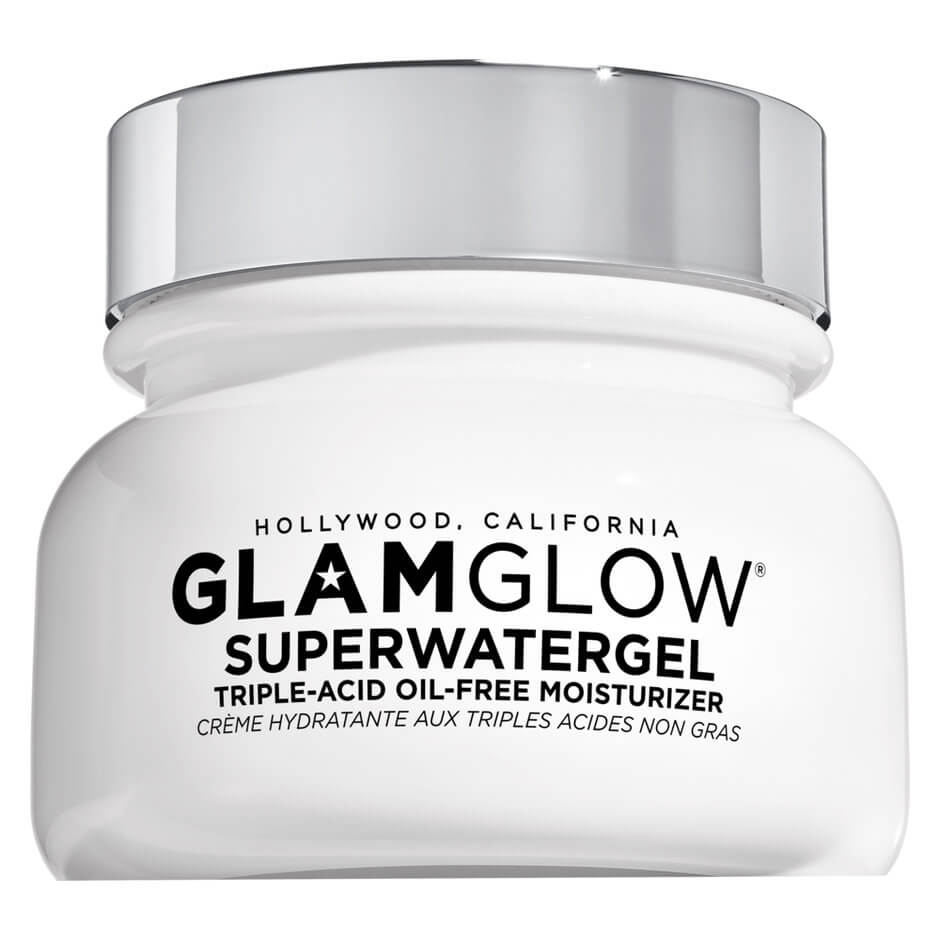 HOLLYWOOD, CALIFORNIA
GLAMGLOW®
SUPERWATERGEL
TRIPLE-ACID OIL-FREE MOISTURIZER
CRÈME HYDRATANTE AUX TRIPLES ACIDES NON GRAS